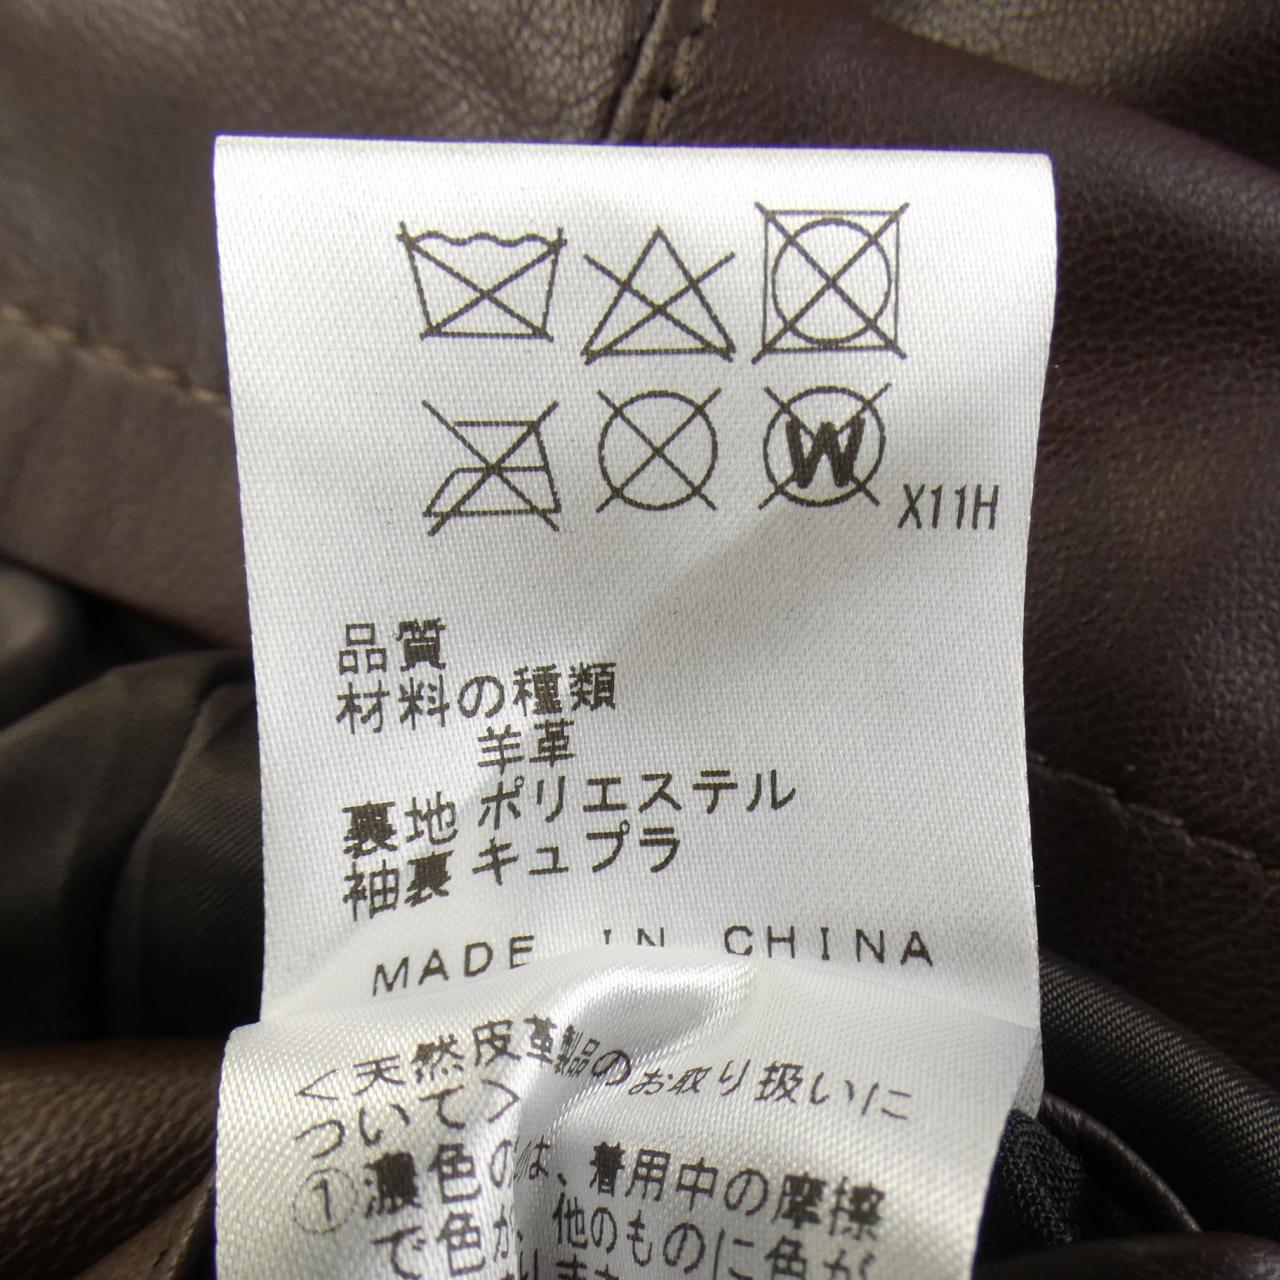 W
X11H
品質
材料の種類
羊革
裏地 ポリエステル
袖裏 キュプラ
MADE IN CHINA
<天然皮革製品のお取り扱いに
ついて>
①濃色のは、着用中の摩擦
で色が、他のものに色が